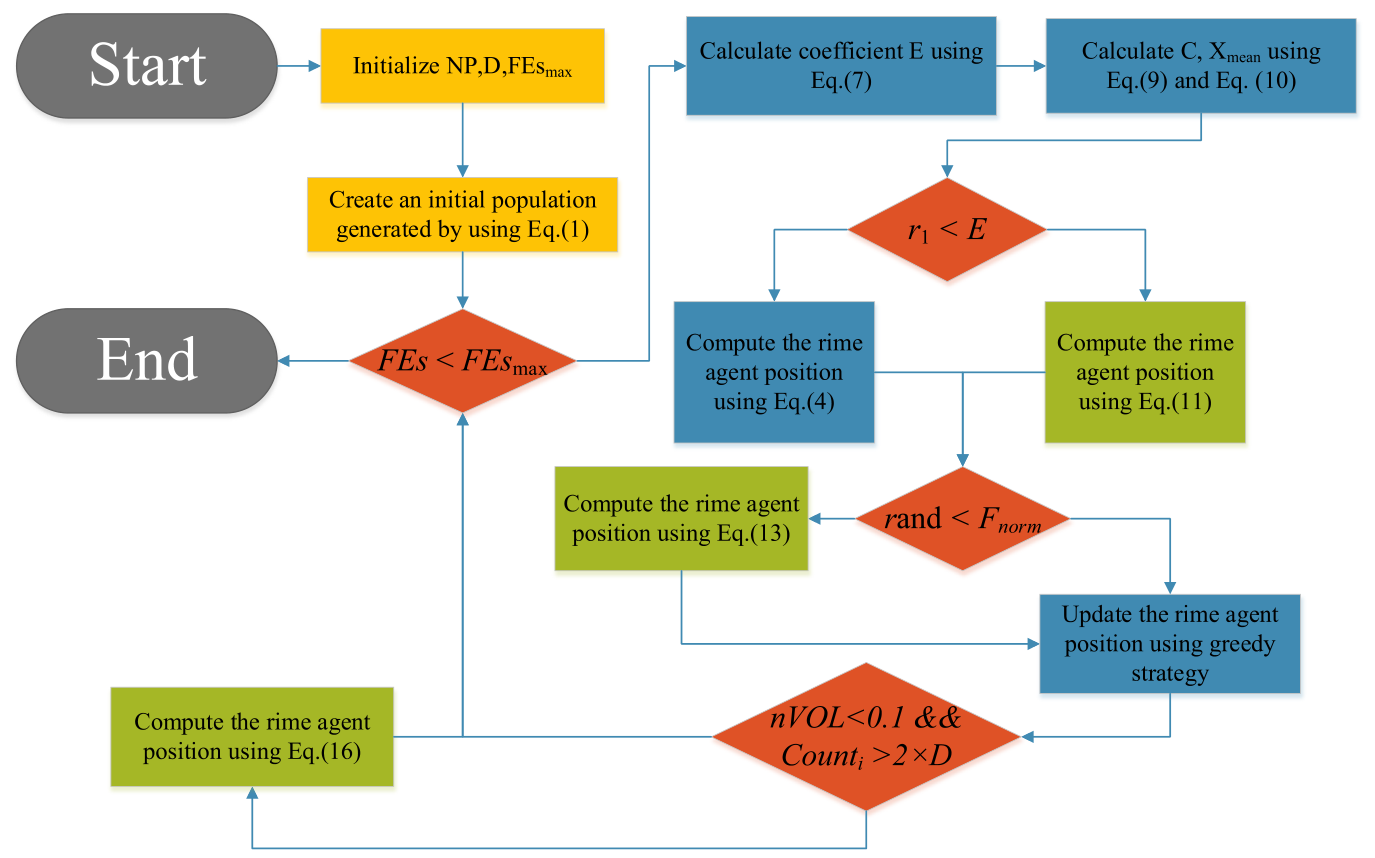 Start
Initialize NP,D,FEsmax
Calculate coefficient E using
Eq.(7)
Calculate C, Xmean using
Eq.(9) and Eq. (10)
Create an initial population
generated by using Eq.(1)
r1 < E
End
FEs < FEsmax
Compute the rime
agent position
using Eq.(4)
Compute the rime
agent position
using Eq.(11)
Compute the rime agent
position using Eq.(13)
rand < Fnorm
Update the rime agent
position using greedy
strategy
Compute the rime agent
position using Eq.(16)
nVOL<0.1 &&
Counti >2×D